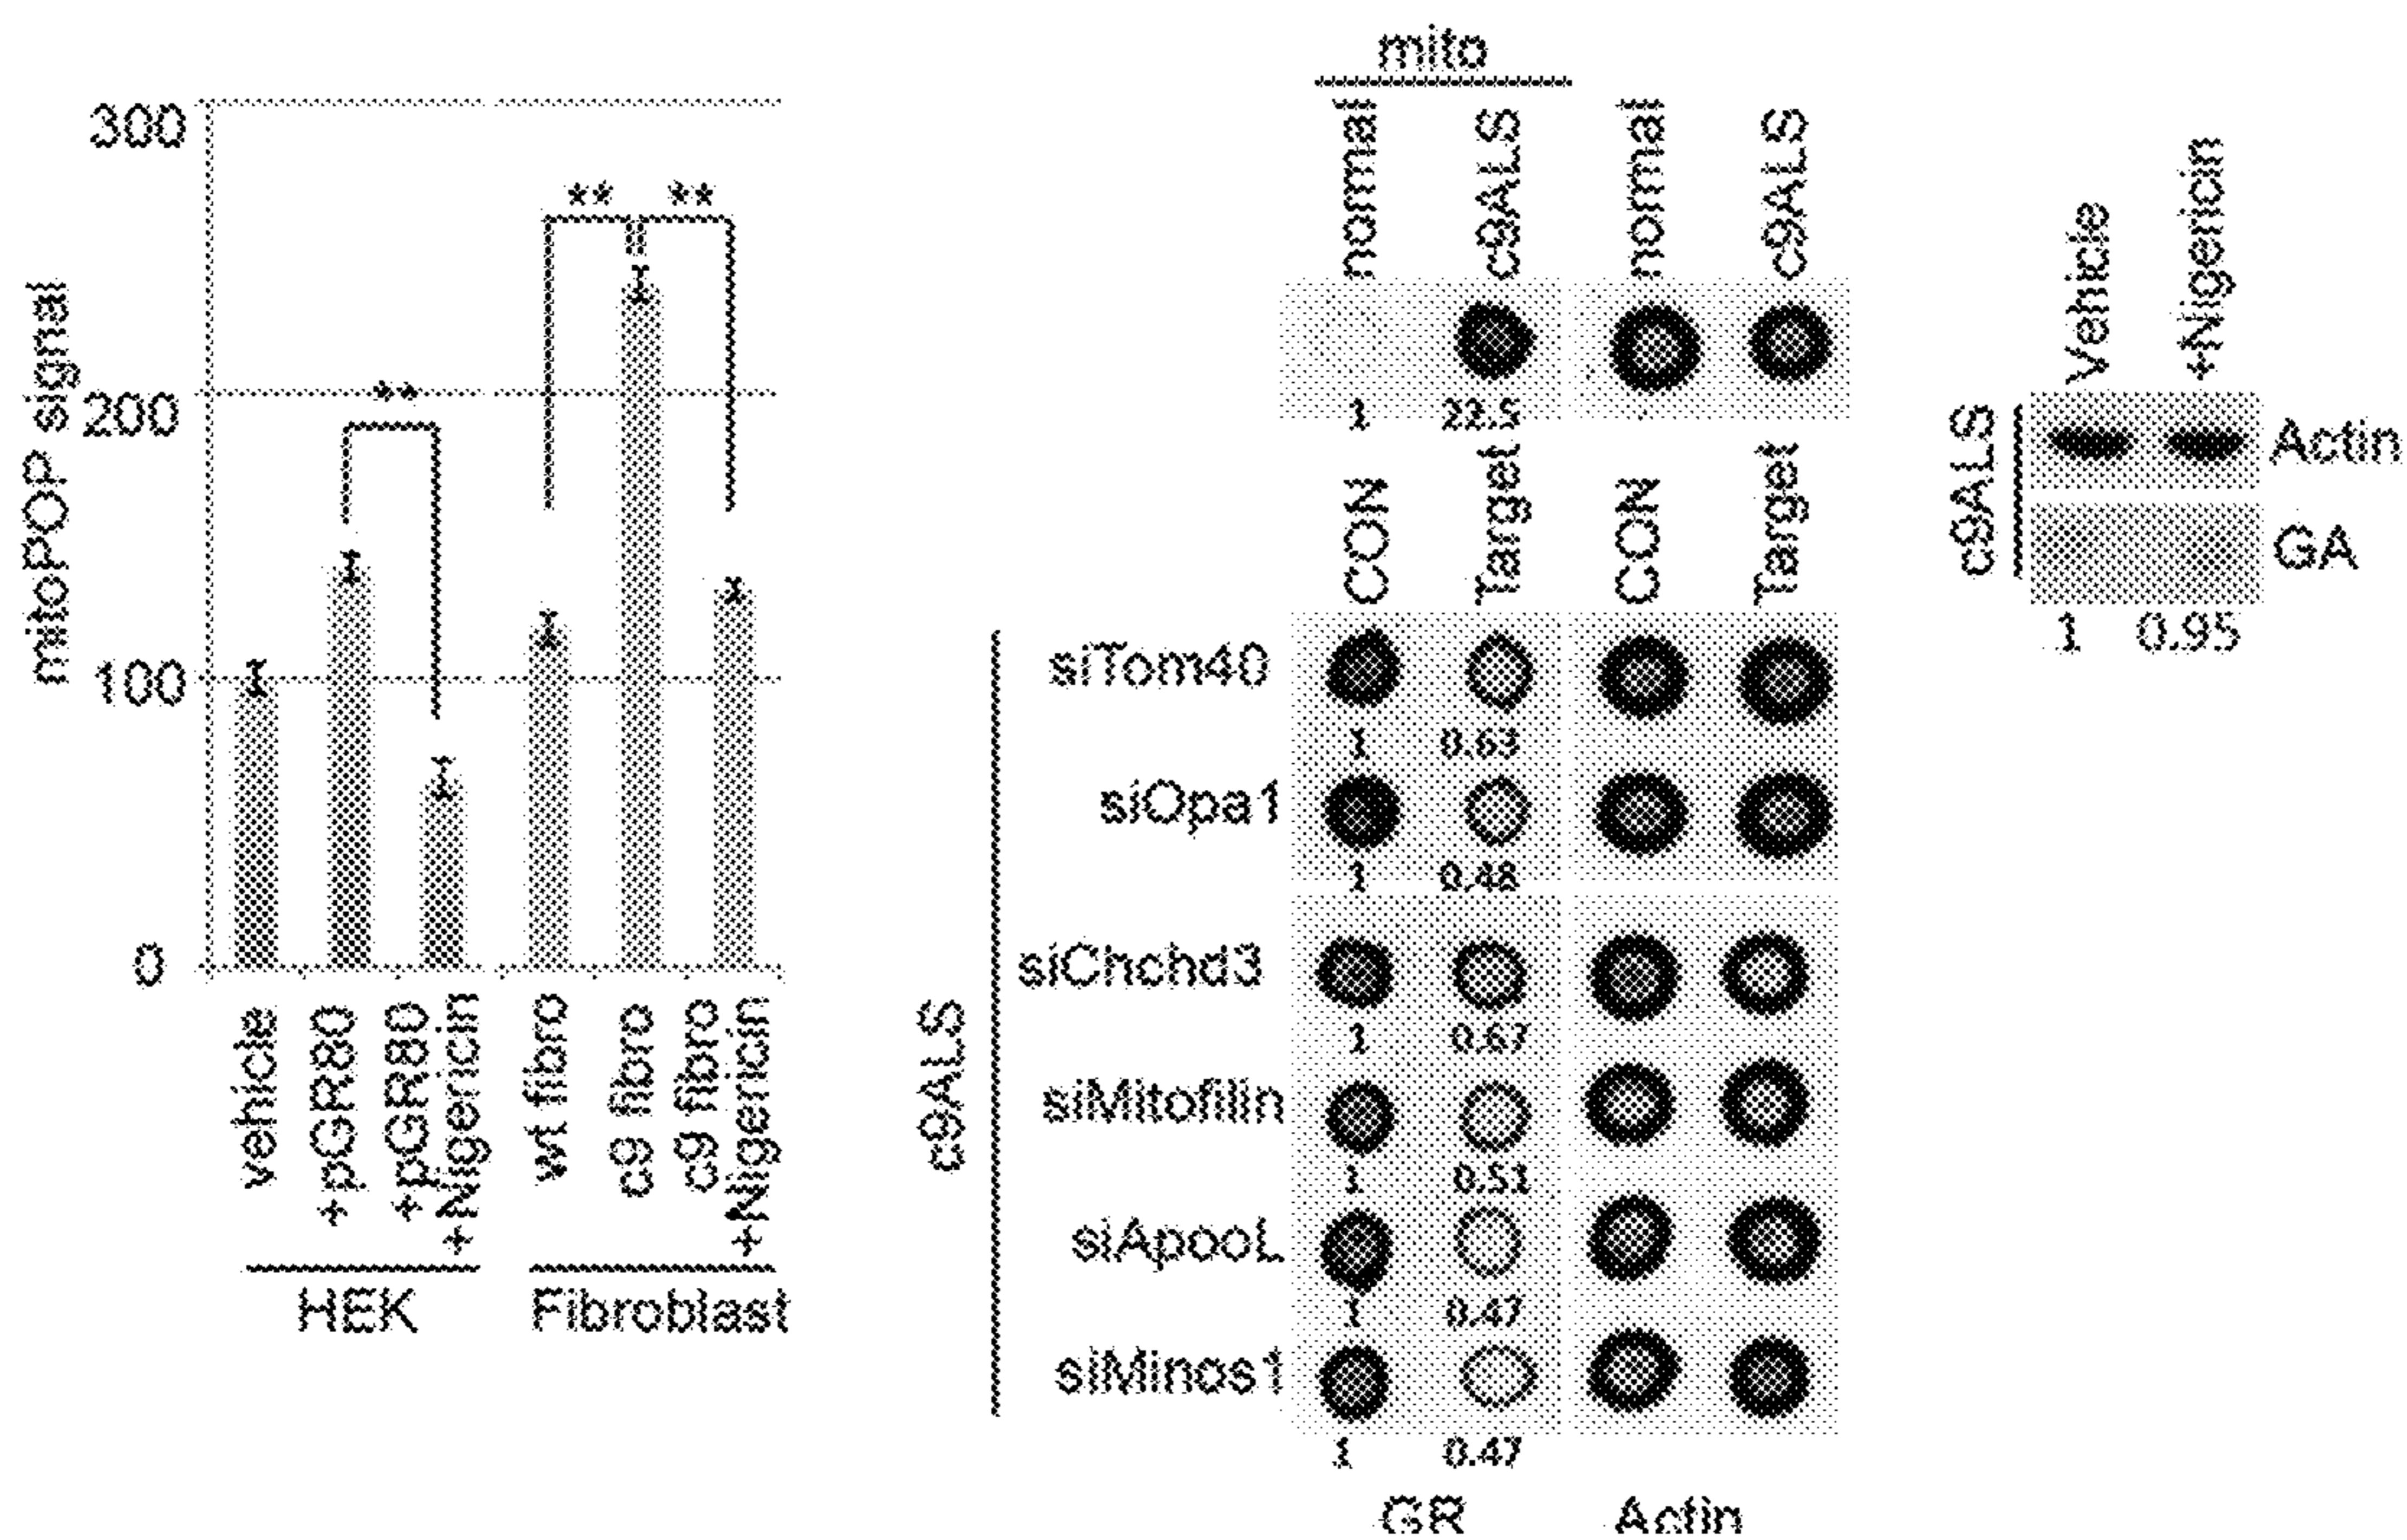 mitoPOP signal
300
200
100
0
**
** **
vehicle
+pGR80
+pGR80
+Nigericin
wt fibro
c9 fibro
c9 fibro
+Nigericin
HEK
Fibroblast
mito
normal
c9ALS
normal
c9ALS
1 22.5
CON
Target
CON
Target
c9ALS
siTom40
1 0.63
siOpa1
1 0.48
siChchd3
1 0.67
siMitofilin
1 0.51
siApooL
1 0.47
siMinos1
1 0.47
GR Actin
Vehicle
+Nigericin
c9ALS
Actin
GA
1 0.95